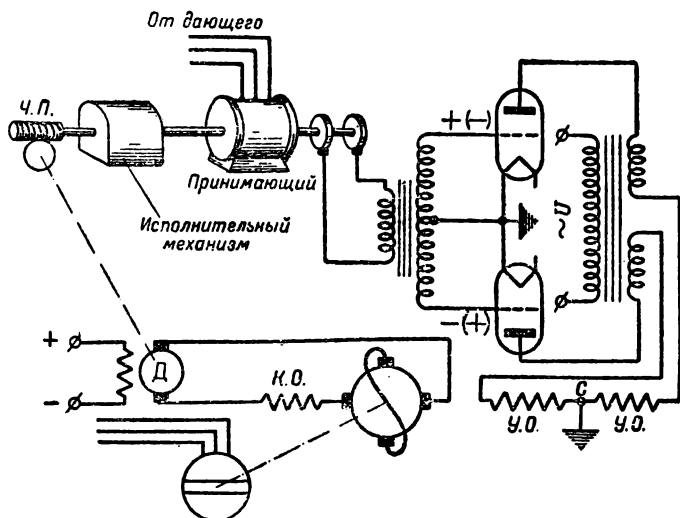 От дающего
Ч.П.
Принимающий
Исполнительный
механизм
+(−)
~U
−(+)
+
−
Д
К.О.
С
У.О.
У.О.